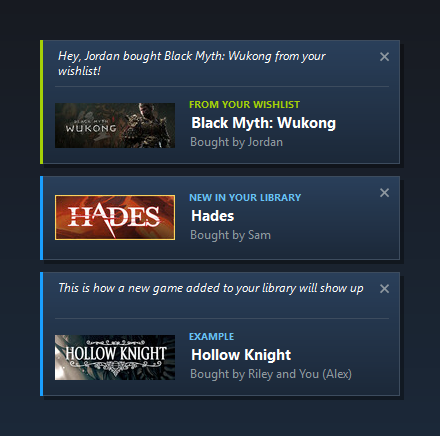 Hey, Jordan bought Black Myth: Wukong from your
wishlist!
BLACK MYTH
WUKONG
FROM YOUR WISHLIST
Black Myth: Wukong
Bought by Jordan
HADES
NEW IN YOUR LIBRARY
Hades
Bought by Sam
This is how a new game added to your library will show up
HOLLOW KNIGHT
EXAMPLE
Hollow Knight
Bought by Riley and You (Alex)